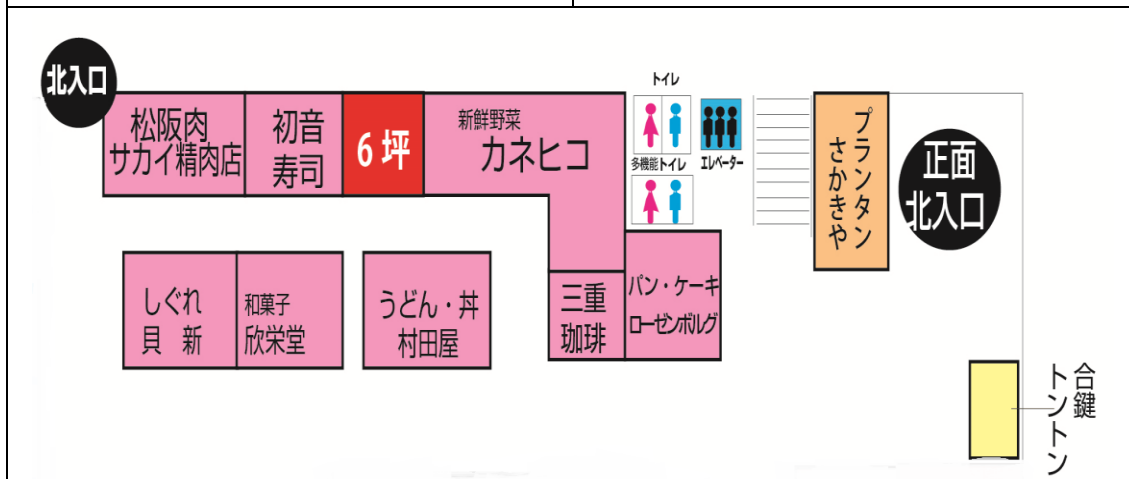 北入口
松阪肉
サカイ精肉店
初音
寿司
6坪
新鮮野菜
カネヒコ
トイレ
多機能トイレ
エレベーター
プランタン
さかきや
正面
北入口
しぐれ
貝 新
和菓子
欣栄堂
うどん・丼
村田屋
三重
珈琲
パン・ケーキ
ローゼンボルグ
合鍵
トントン